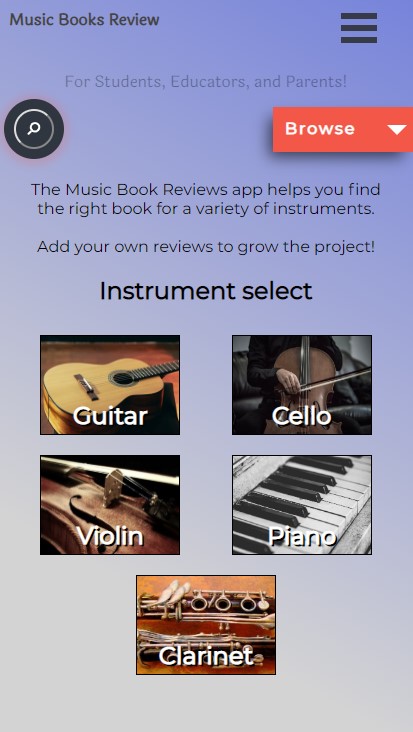 Music Books Review
For Students, Educators, and Parents!
Browse
The Music Book Reviews app helps you find
the right book for a variety of instruments.
Add your own reviews to grow the project!
Instrument select
Guitar
Cello
Violin
Piano
Clarinet